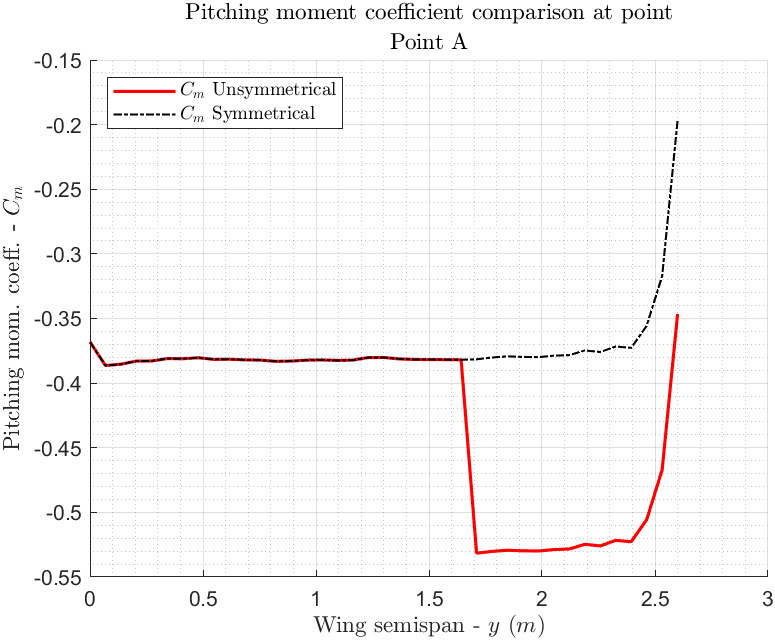 Pitching moment coefficient comparison at point
Point A
C_m Unsymmetrical
C_m Symmetrical
Pitching mom. coeff. - C_m
-0.15
-0.2
-0.25
-0.3
-0.35
-0.4
-0.45
-0.5
-0.55
0 0.5 1 1.5 2 2.5 3
Wing semispan - y (m)